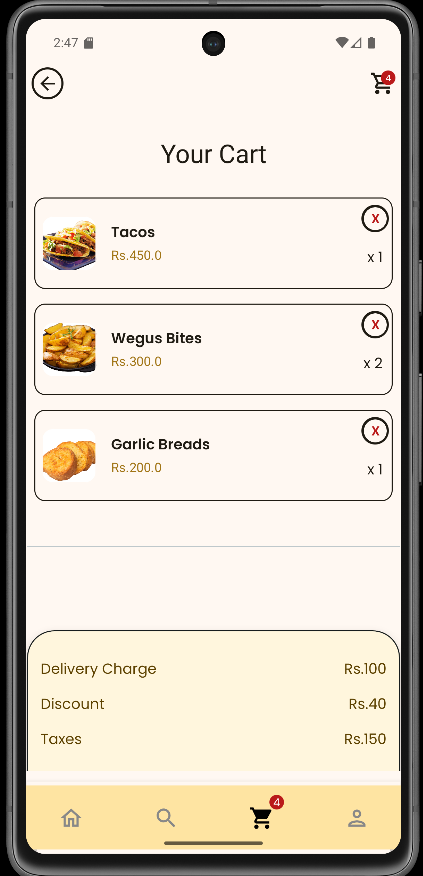 2:47
4
Your Cart
Tacos
X
Rs.450.0
x 1
Wegus Bites
X
Rs.300.0
x 2
Garlic Breads
X
Rs.200.0
x 1
Delivery Charge Rs.100
Discount Rs.40
Taxes Rs.150
4